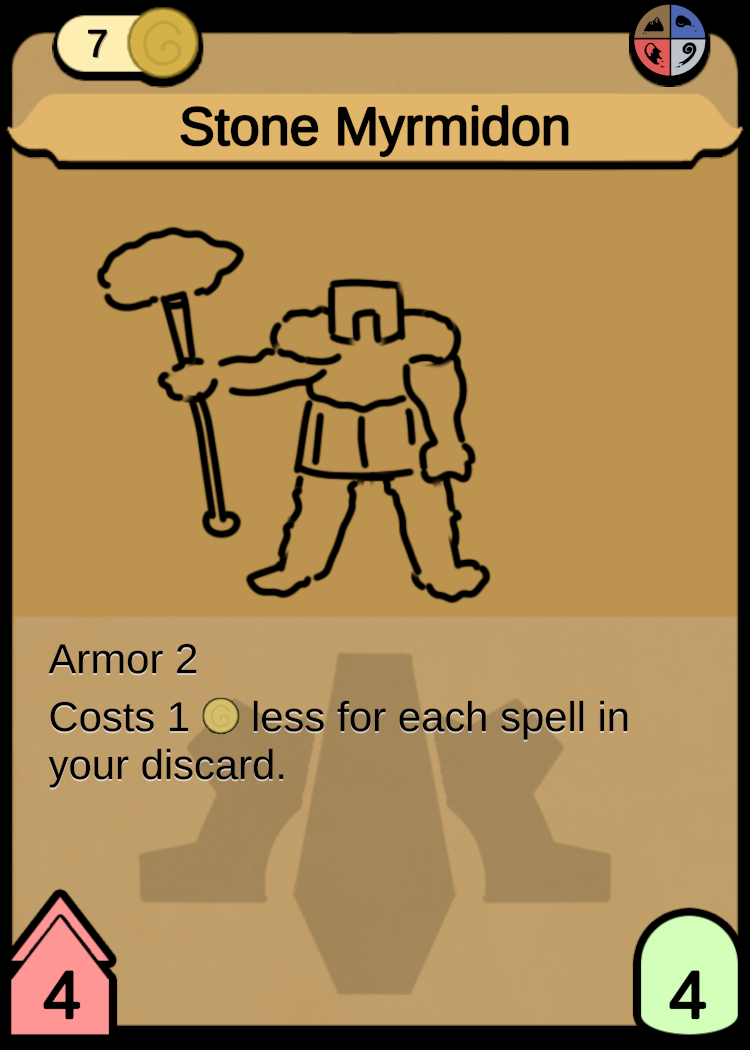 7
Stone Myrmidon
Armor 2
Costs 1 less for each spell in
your discard.
4
4